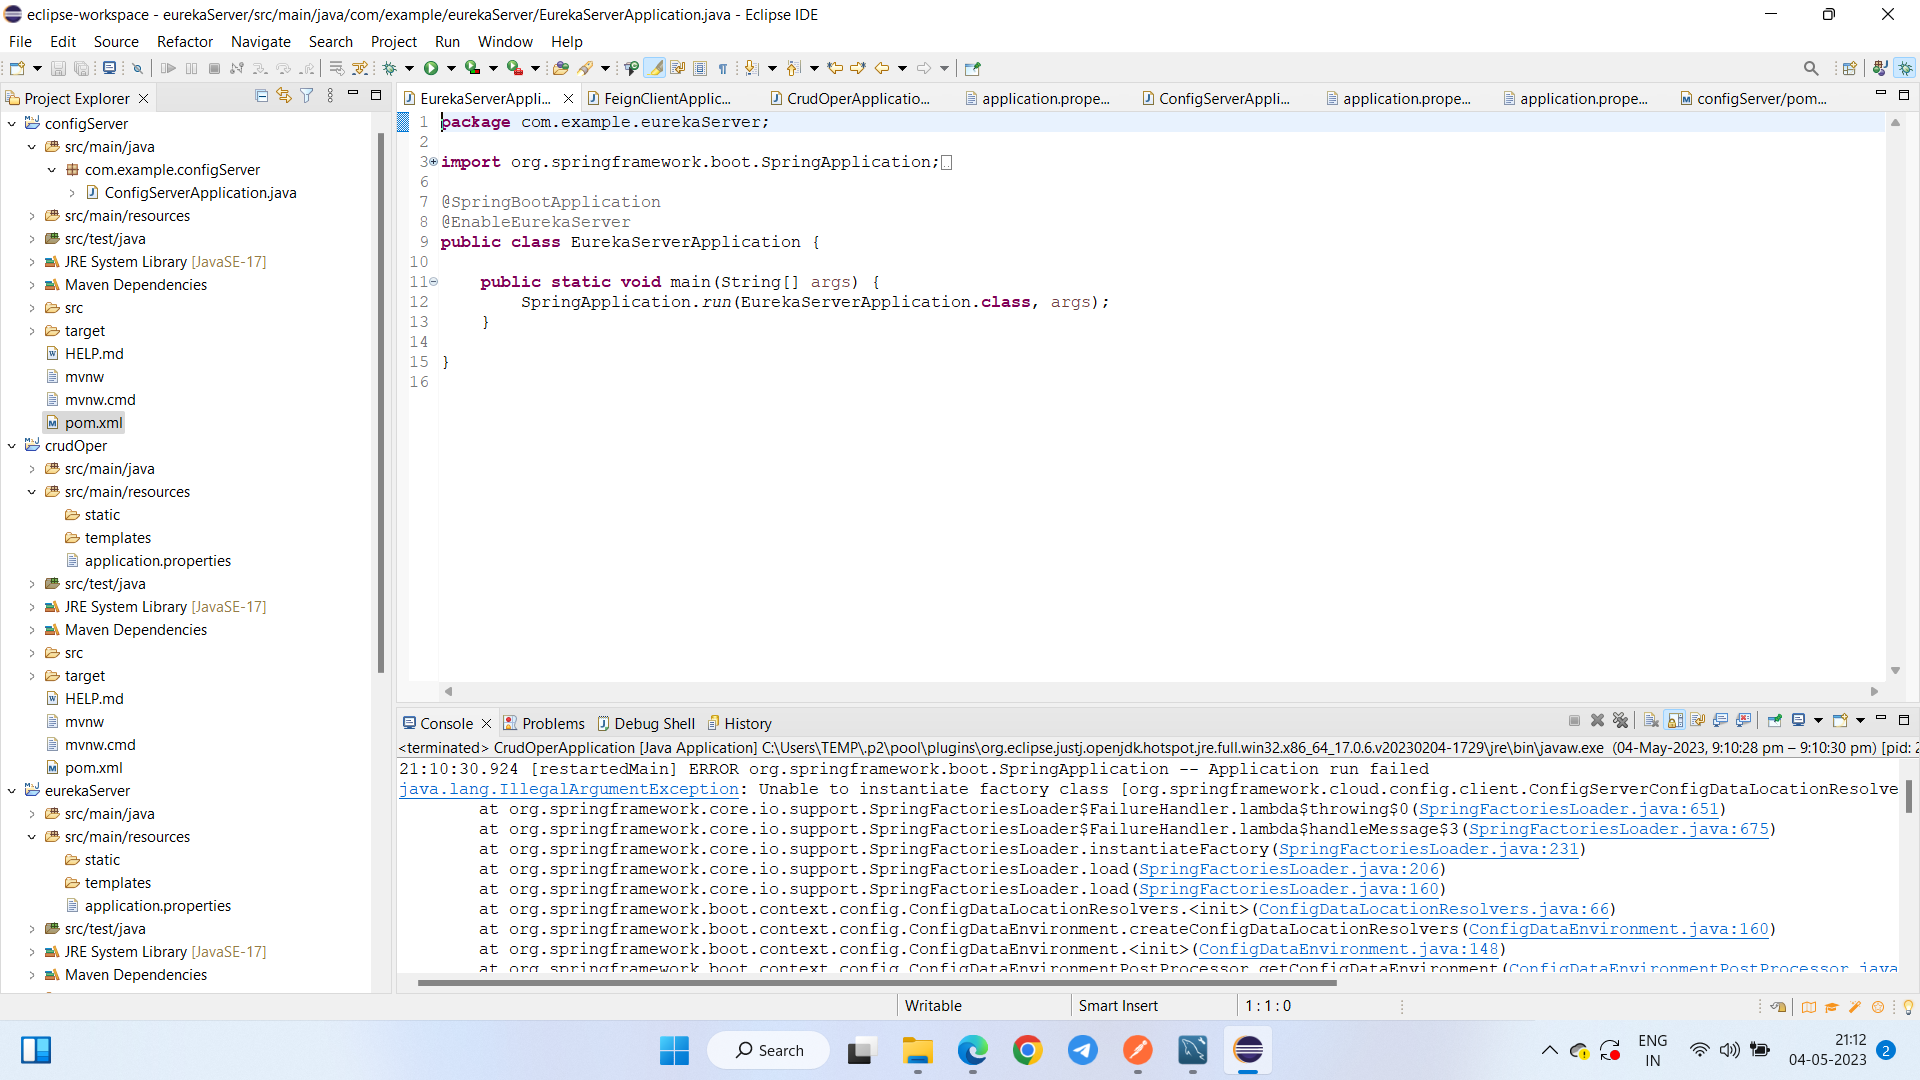 eclipse-workspace - eurekaServer/src/main/java/com/example/eurekaServer/EurekaServerApplication.java - Eclipse IDE
File Edit Source Refactor Navigate Search Project Run Window Help
Project Explorer
configServer
src/main/java
com.example.configServer
ConfigServerApplication.java
src/main/resources
src/test/java
JRE System Library [JavaSE-17]
Maven Dependencies
src
target
HELP.md
mvnw
mvnw.cmd
pom.xml
crudOper
src/main/java
src/main/resources
static
templates
application.properties
src/test/java
JRE System Library [JavaSE-17]
Maven Dependencies
src
target
HELP.md
mvnw
mvnw.cmd
pom.xml
eurekaServer
src/main/java
src/main/resources
static
templates
application.properties
src/test/java
JRE System Library [JavaSE-17]
Maven Dependencies
EurekaServerAppli... FeignClientApplic... CrudOperApplicatio... application.prope... ConfigServerAppli... application.prope... application.prope... configServer/pom...
1 package com.example.eurekaServer;
2
3 import org.springframework.boot.SpringApplication;
6
7 @SpringBootApplication
8 @EnableEurekaServer
9 public class EurekaServerApplication {
10
11 public static void main(String[] args) {
12 SpringApplication.run(EurekaServerApplication.class, args);
13 }
14
15 }
16
Console Problems Debug Shell History
<terminated> CrudOperApplication [Java Application] C:\Users\TEMP\.p2\pool\plugins\org.eclipse.justj.openjdk.hotspot.jre.full.win32.x86_64_17.0.6.v20230204-1729\jre\bin\javaw.exe (04-May-2023, 9:10:28 pm – 9:10:30 pm) [pid: 2
21:10:30.924 [restartedMain] ERROR org.springframework.boot.SpringApplication -- Application run failed
java.lang.IllegalArgumentException: Unable to instantiate factory class [org.springframework.cloud.config.client.ConfigServerConfigDataLocationResolve
at org.springframework.core.io.support.SpringFactoriesLoader$FailureHandler.lambda$throwing$0(SpringFactoriesLoader.java:651)
at org.springframework.core.io.support.SpringFactoriesLoader$FailureHandler.lambda$handleMessage$3(SpringFactoriesLoader.java:675)
at org.springframework.core.io.support.SpringFactoriesLoader.instantiateFactory(SpringFactoriesLoader.java:231)
at org.springframework.core.io.support.SpringFactoriesLoader.load(SpringFactoriesLoader.java:206)
at org.springframework.core.io.support.SpringFactoriesLoader.load(SpringFactoriesLoader.java:160)
at org.springframework.boot.context.config.ConfigDataLocationResolvers.<init>(ConfigDataLocationResolvers.java:66)
at org.springframework.boot.context.config.ConfigDataEnvironment.createConfigDataLocationResolvers(ConfigDataEnvironment.java:160)
at org.springframework.boot.context.config.ConfigDataEnvironment.<init>(ConfigDataEnvironment.java:148)
at org.springframework.boot.context.config.ConfigDataEnvironmentPostProcessor.getConfigDataEnvironment(ConfigDataEnvironmentPostProcessor.java
Writable Smart Insert 1 : 1 : 0
Search
ENG
IN
21:12
04-05-2023
2